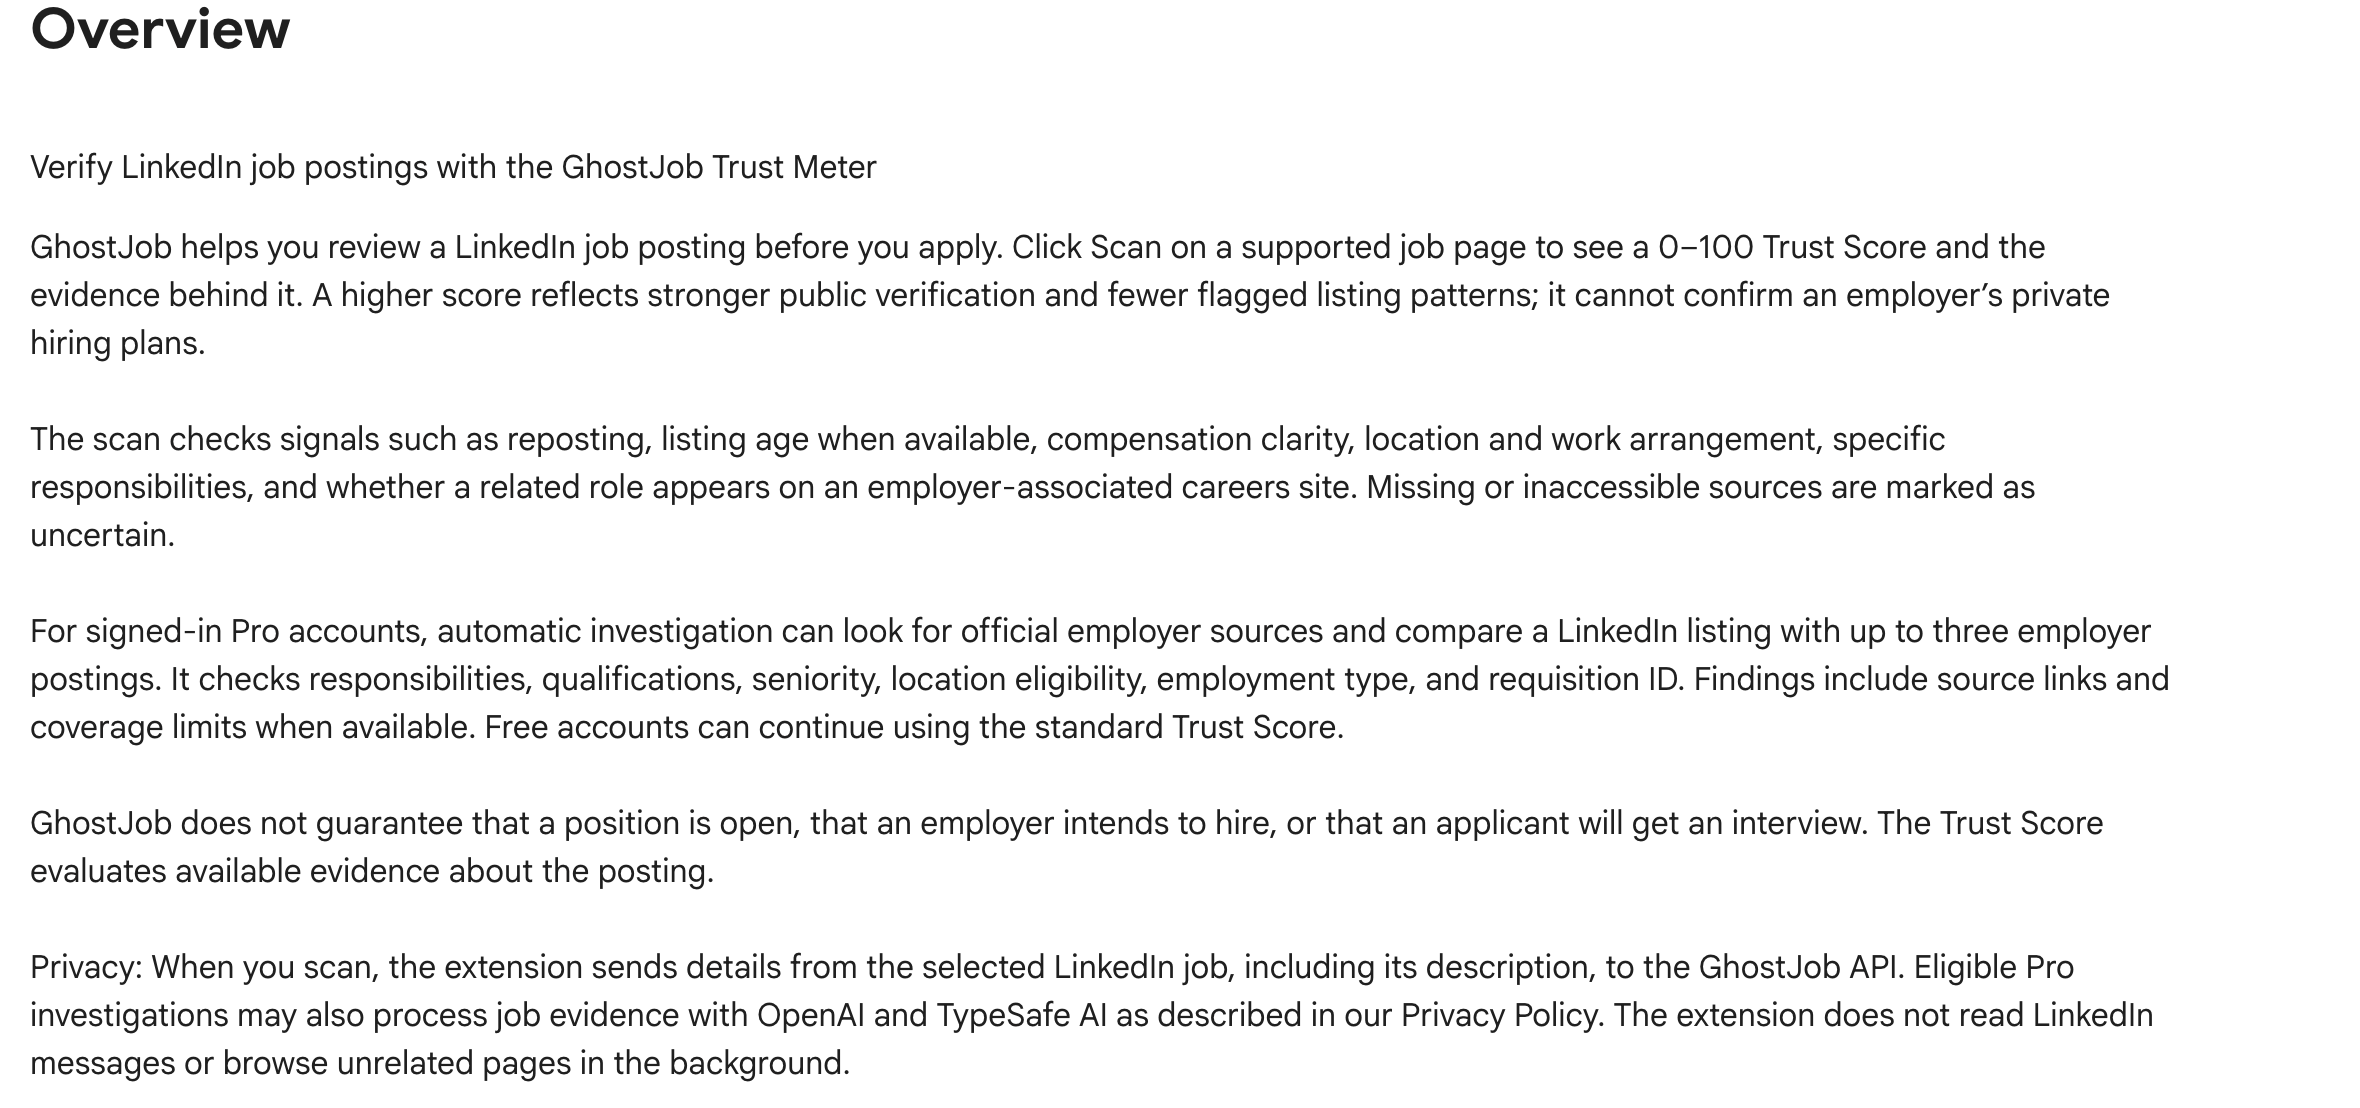 Overview
Verify LinkedIn job postings with the GhostJob Trust Meter
GhostJob helps you review a LinkedIn job posting before you apply. Click Scan on a supported job page to see a 0–100 Trust Score and the
evidence behind it. A higher score reflects stronger public verification and fewer flagged listing patterns; it cannot confirm an employer’s private
hiring plans.
The scan checks signals such as reposting, listing age when available, compensation clarity, location and work arrangement, specific
responsibilities, and whether a related role appears on an employer-associated careers site. Missing or inaccessible sources are marked as
uncertain.
For signed-in Pro accounts, automatic investigation can look for official employer sources and compare a LinkedIn listing with up to three employer
postings. It checks responsibilities, qualifications, seniority, location eligibility, employment type, and requisition ID. Findings include source links and
coverage limits when available. Free accounts can continue using the standard Trust Score.
GhostJob does not guarantee that a position is open, that an employer intends to hire, or that an applicant will get an interview. The Trust Score
evaluates available evidence about the posting.
Privacy: When you scan, the extension sends details from the selected LinkedIn job, including its description, to the GhostJob API. Eligible Pro
investigations may also process job evidence with OpenAI and TypeSafe AI as described in our Privacy Policy. The extension does not read LinkedIn
messages or browse unrelated pages in the background.